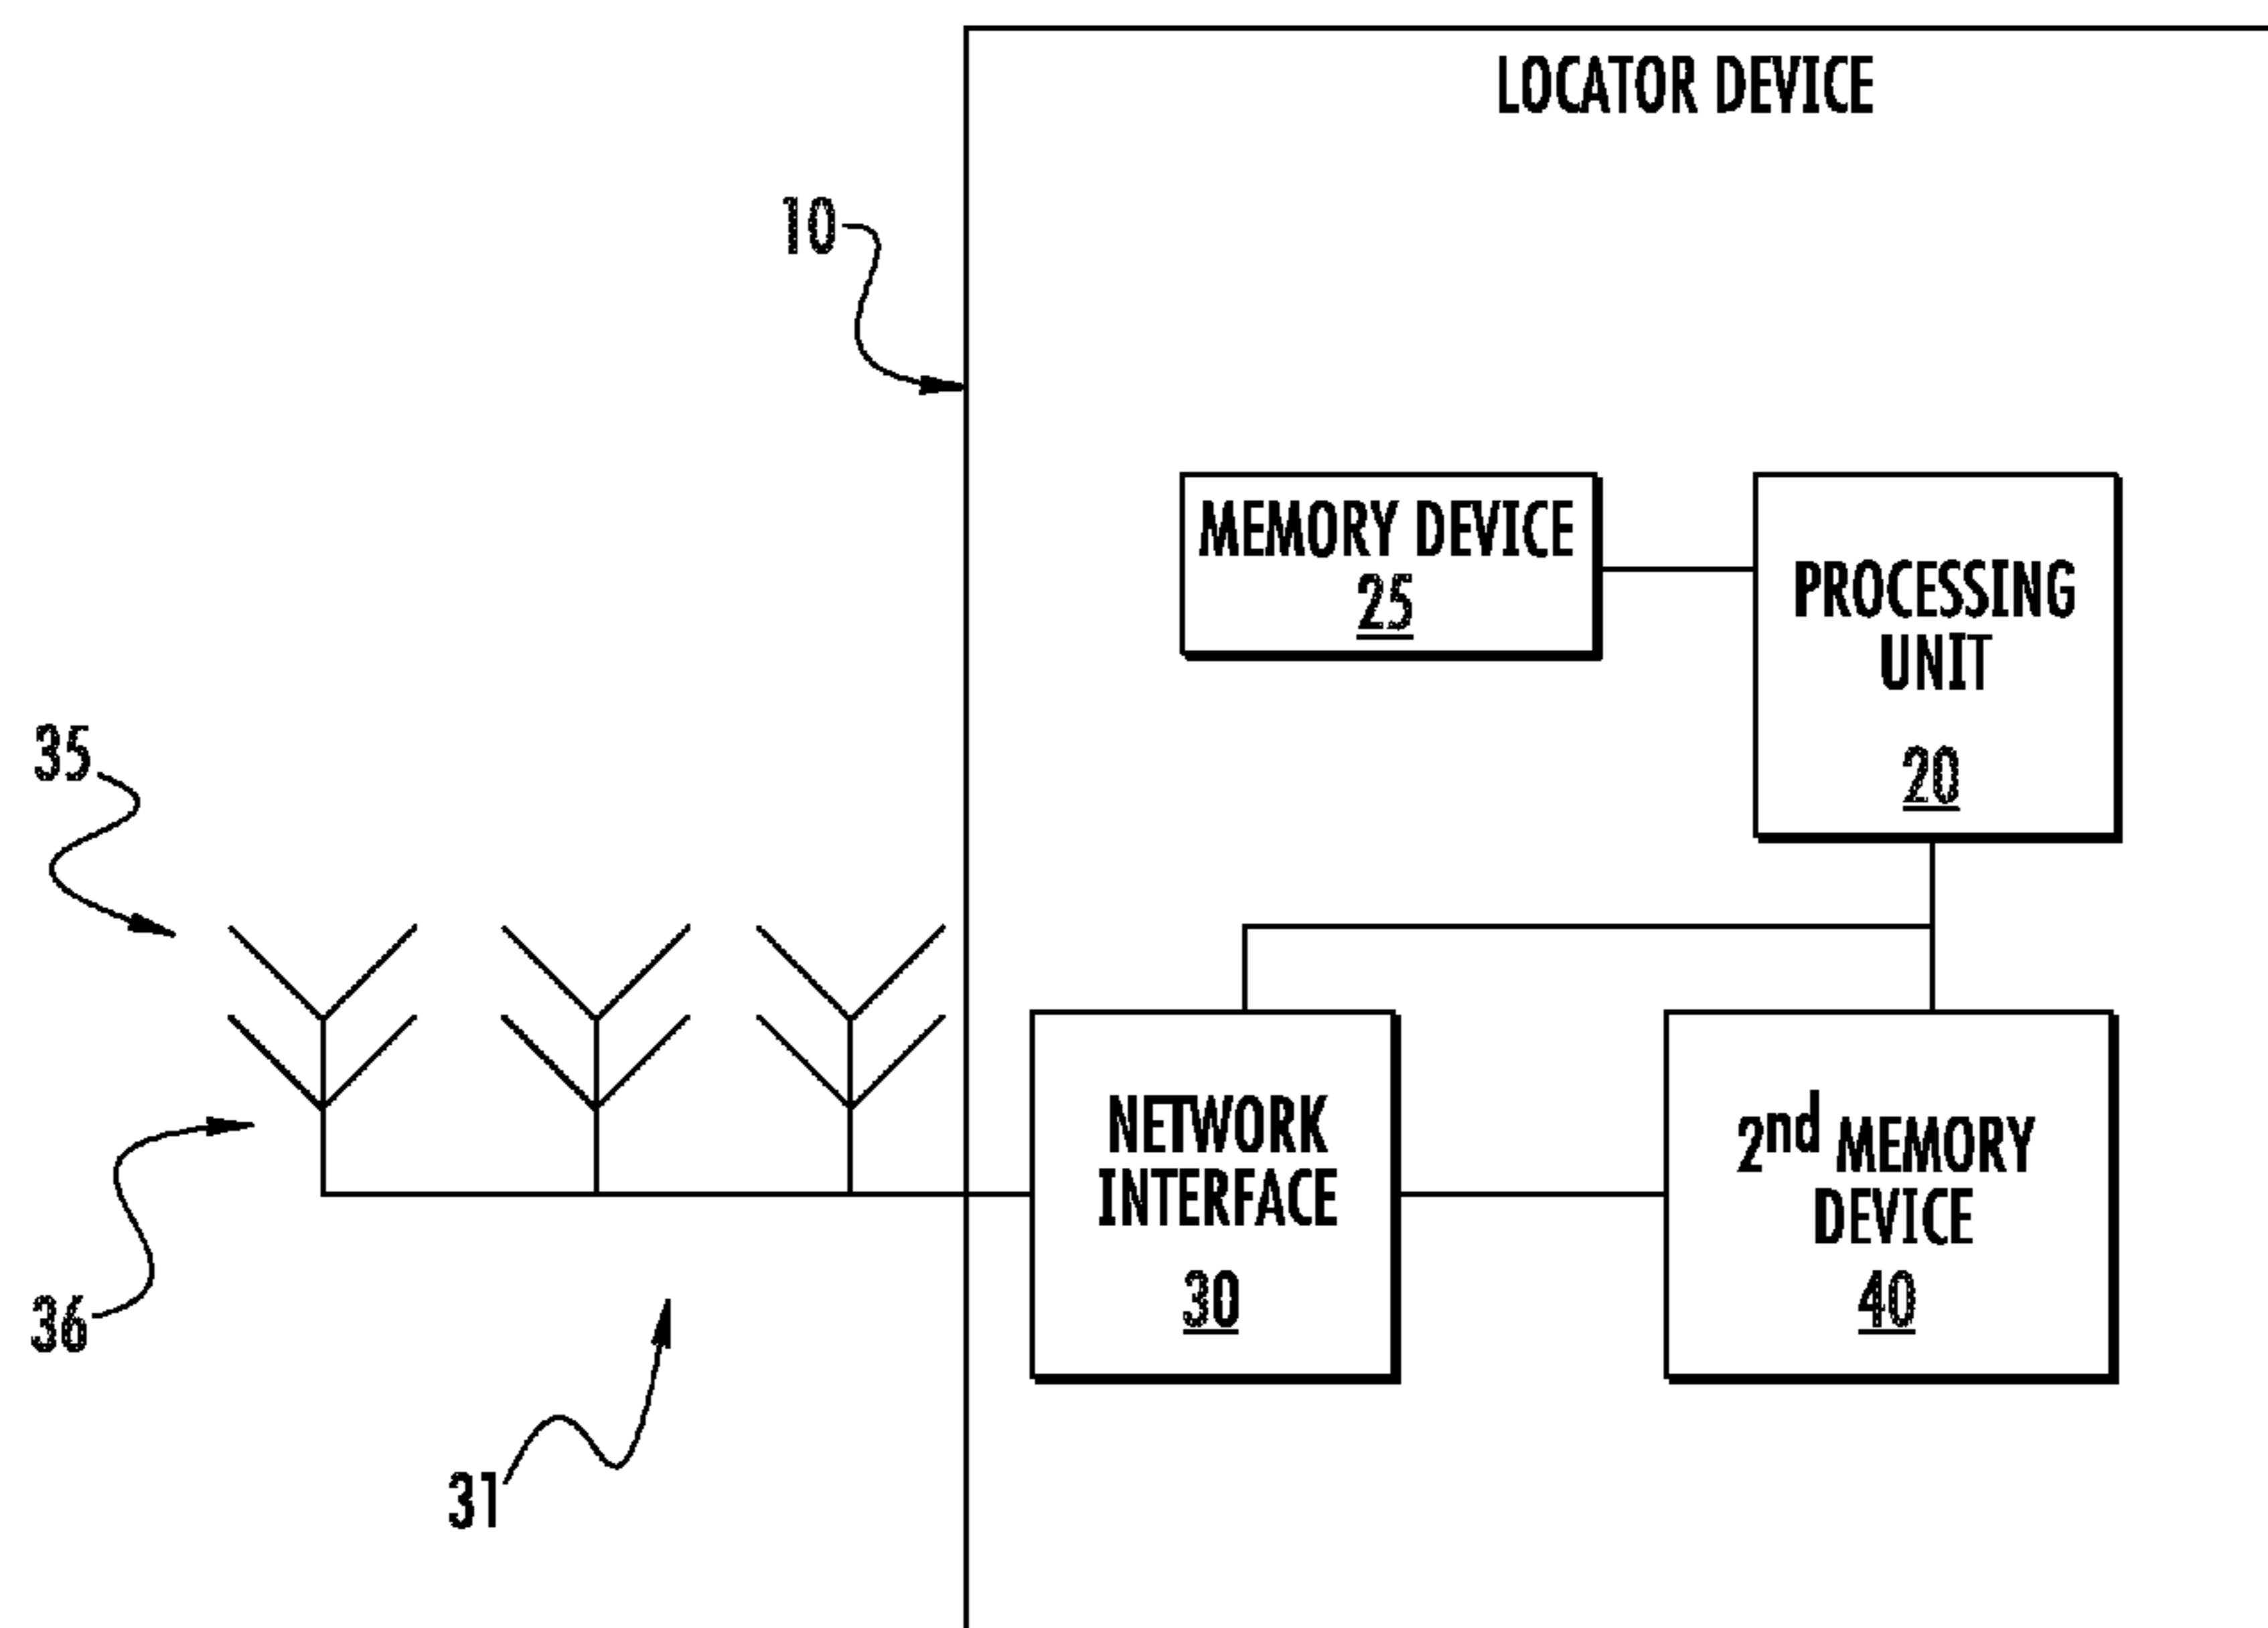 LOCATOR DEVICE
10
MEMORY DEVICE
25
PROCESSING
UNIT
20
35
NETWORK
INTERFACE
30
2nd MEMORY
DEVICE
40
36
31